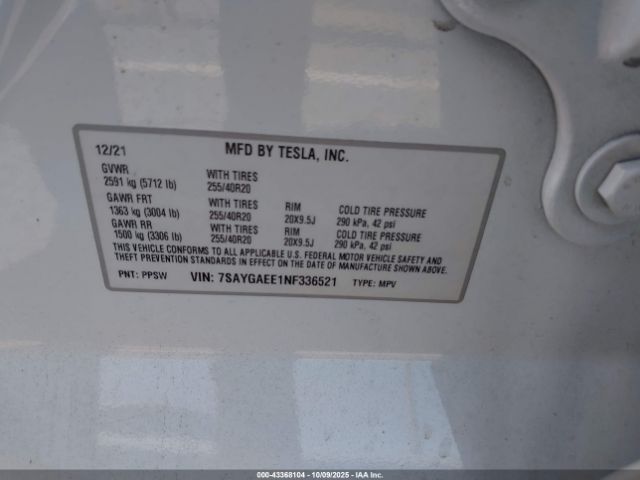 12/21 MFD BY TESLA, INC.
GVWR
2591 kg (5712 lb) WITH TIRES 255/40R20
GAWR FRT
1363 kg (3004 lb) WITH TIRES 255/40R20 RIM 20X9.5J COLD TIRE PRESSURE 290 kPa, 42 psi
GAWR RR
1500 kg (3306 lb) WITH TIRES 255/40R20 RIM 20X9.5J COLD TIRE PRESSURE 290 kPa, 42 psi
THIS VEHICLE CONFORMS TO ALL APPLICABLE U.S. FEDERAL MOTOR VEHICLE SAFETY AND
THEFT PREVENTION STANDARDS IN EFFECT ON THE DATE OF MANUFACTURE SHOWN ABOVE.
PNT: PPSW VIN: 7SAYGAEE1NF336521 TYPE: MPV
000-43368104 | 10/09/2025 | IAAI.com